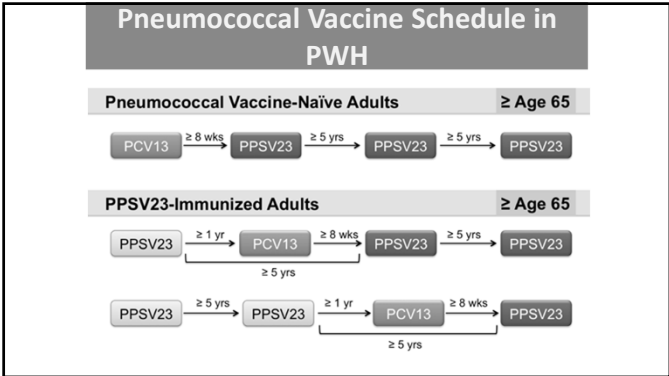 Pneumococcal Vaccine Schedule in
PWH
Pneumococcal Vaccine-Naïve Adults ≥ Age 65
≥ 8 wks ≥ 5 yrs ≥ 5 yrs
PCV13 PPSV23 PPSV23 PPSV23
PPSV23-Immunized Adults ≥ Age 65
≥ 1 yr ≥ 8 wks ≥ 5 yrs
PPSV23 PCV13 PPSV23 PPSV23
≥ 5 yrs
≥ 5 yrs ≥ 1 yr ≥ 8 wks
PPSV23 PPSV23 PCV13 PPSV23
≥ 5 yrs